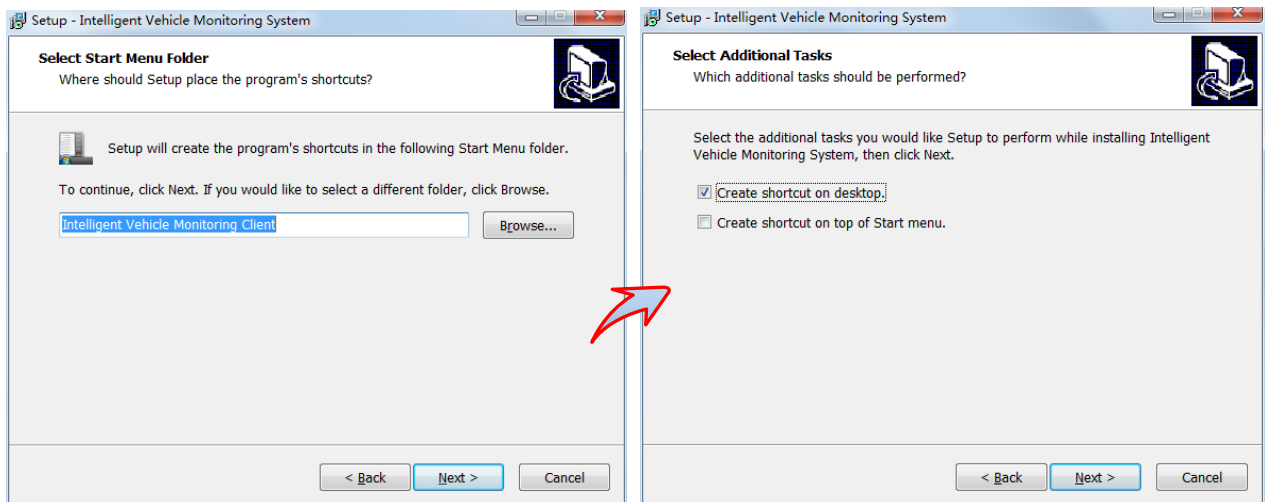 Setup - Intelligent Vehicle Monitoring System
Select Start Menu Folder
Where should Setup place the program's shortcuts?
Setup will create the program's shortcuts in the following Start Menu folder.
To continue, click Next. If you would like to select a different folder, click Browse.
Intelligent Vehicle Monitoring Client
Browse...
< Back
Next >
Cancel
Setup - Intelligent Vehicle Monitoring System
Select Additional Tasks
Which additional tasks should be performed?
Select the additional tasks you would like Setup to perform while installing Intelligent
Vehicle Monitoring System, then click Next.
Create shortcut on desktop.
Create shortcut on top of Start menu.
< Back
Next >
Cancel